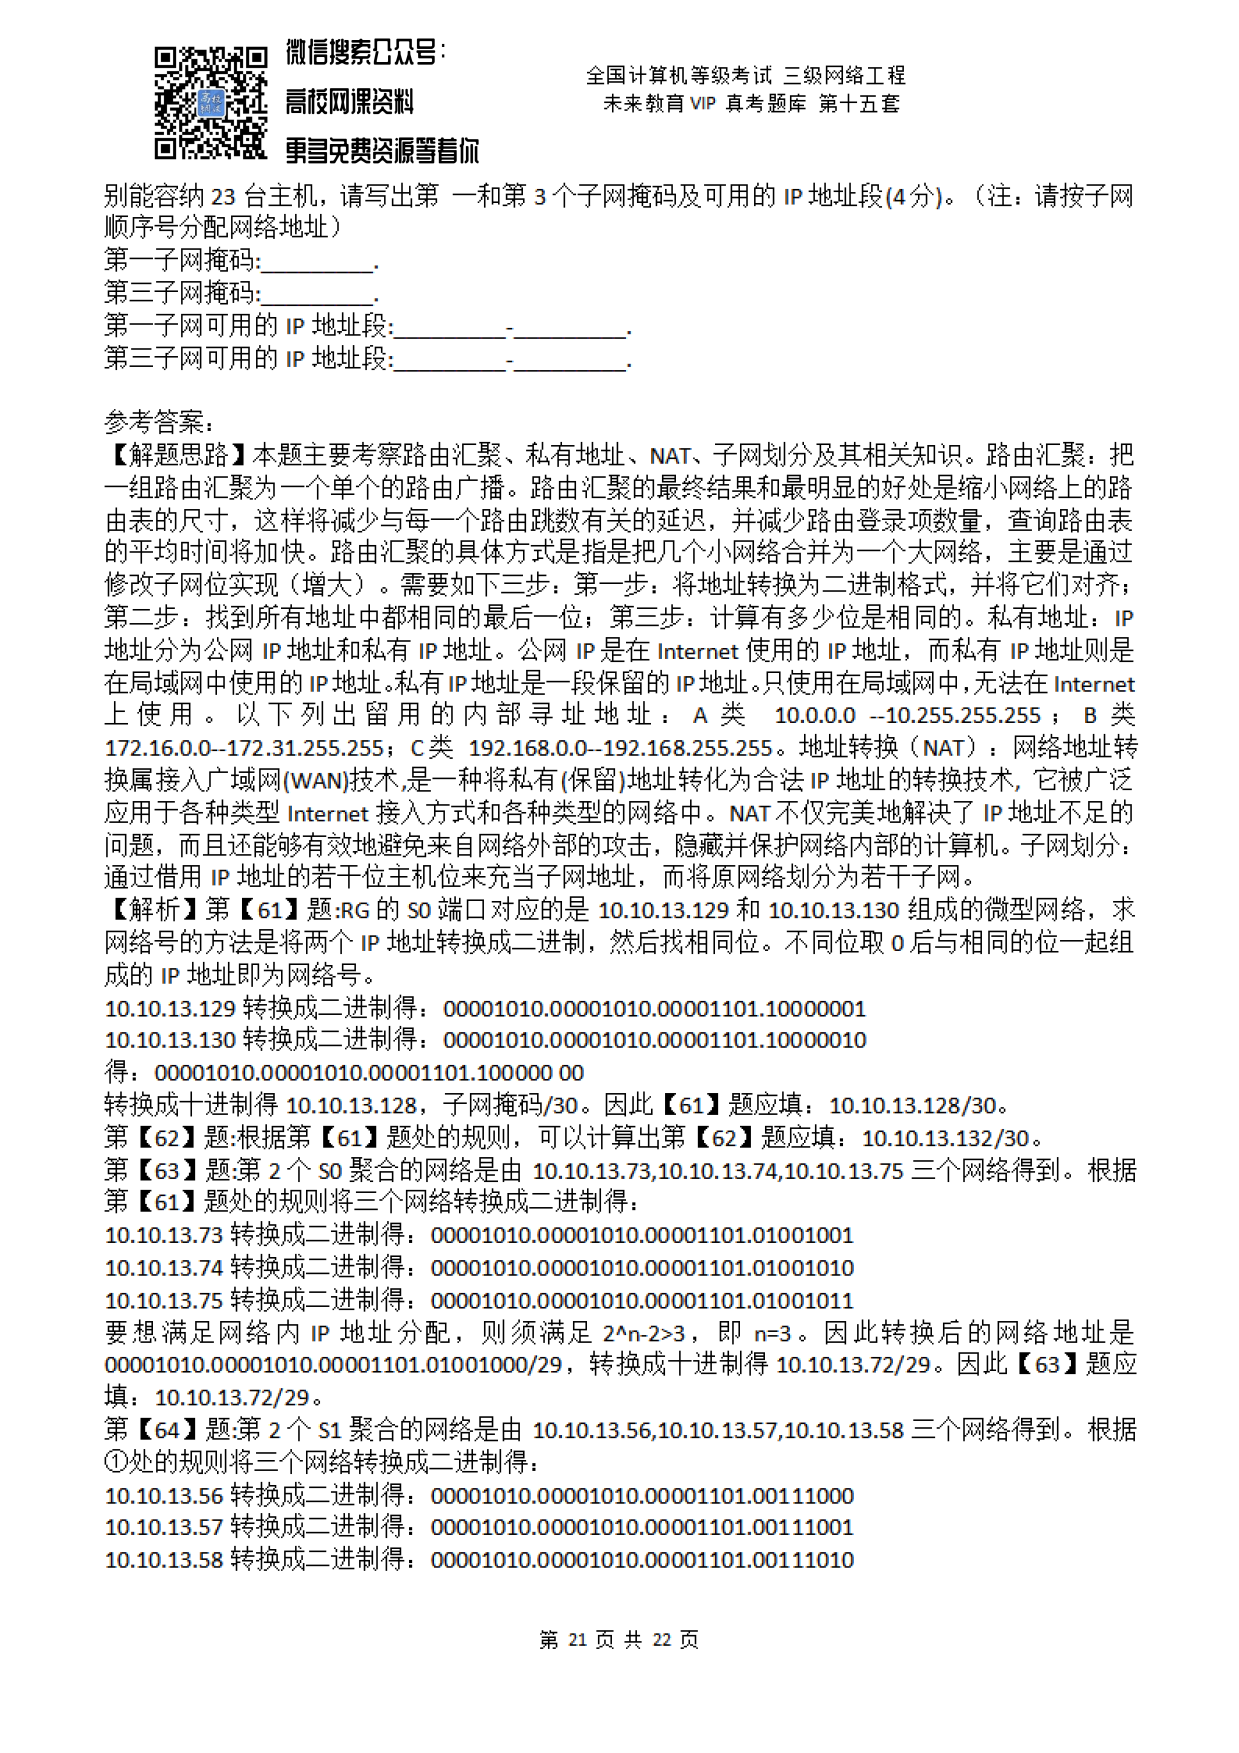 微信搜索公众号：
高校网课资料
更多免费资源等着你
全国计算机等级考试 三级网络工程
未来教育 VIP 真考题库 第十五套
别能容纳 23 台主机，请写出第 一和第 3 个子网掩码及可用的 IP 地址段(4 分)。（注：请按子网
顺序号分配网络地址）
第一子网掩码:_________.
第三子网掩码:_________.
第一子网可用的 IP 地址段:_________-_________.
第三子网可用的 IP 地址段:_________-_________.
参考答案：
【解题思路】本题主要考察路由汇聚、私有地址、NAT、子网划分及其相关知识。路由汇聚：把
一组路由汇聚为一个单个的路由广播。路由汇聚的最终结果和最明显的好处是缩小网络上的路
由表的尺寸，这样将减少与每一个路由跳数有关的延迟，并减少路由登录项数量，查询路由表
的平均时间将加快。路由汇聚的具体方式是指是把几个小网络合并为一个大网络，主要是通过
修改子网位实现（增大）。需要如下三步：第一步：将地址转换为二进制格式，并将它们对齐；
第二步：找到所有地址中都相同的最后一位；第三步：计算有多少位是相同的。私有地址：IP
地址分为公网 IP 地址和私有 IP 地址。公网 IP 是在 Internet 使用的 IP 地址，而私有 IP 地址则是
在局域网中使用的 IP 地址。私有 IP 地址是一段保留的 IP 地址。只使用在局域网中，无法在 Internet
上使用。以下列出留用的内部寻址地址：A 类 10.0.0.0 --10.255.255.255；B 类
172.16.0.0--172.31.255.255；C 类 192.168.0.0--192.168.255.255。地址转换（NAT）：网络地址转
换属接入广域网(WAN)技术,是一种将私有(保留)地址转化为合法 IP 地址的转换技术，它被广泛
应用于各种类型 Internet 接入方式和各种类型的网络中。NAT 不仅完美地解决了 IP 地址不足的
问题，而且还能够有效地避免来自网络外部的攻击，隐藏并保护网络内部的计算机。子网划分：
通过借用 IP 地址的若干位主机位来充当子网地址，而将原网络划分为若干子网。
【解析】第【61】题:RG 的 S0 端口对应的是 10.10.13.129 和 10.10.13.130 组成的微型网络，求
网络号的方法是将两个 IP 地址转换成二进制，然后找相同位。不同位取 0 后与相同的位一起组
成的 IP 地址即为网络号。
10.10.13.129 转换成二进制得：00001010.00001010.00001101.10000001
10.10.13.130 转换成二进制得：00001010.00001010.00001101.10000010
得：00001010.00001010.00001101.100000 00
转换成十进制得 10.10.13.128，子网掩码/30。因此【61】题应填：10.10.13.128/30。
第【62】题:根据第【61】题处的规则，可以计算出第【62】题应填：10.10.13.132/30。
第【63】题:第 2 个 S0 聚合的网络是由 10.10.13.73,10.10.13.74,10.10.13.75 三个网络得到。根据
第【61】题处的规则将三个网络转换成二进制得：
10.10.13.73 转换成二进制得：00001010.00001010.00001101.01001001
10.10.13.74 转换成二进制得：00001010.00001010.00001101.01001010
10.10.13.75 转换成二进制得：00001010.00001010.00001101.01001011
要想满足网络内 IP 地址分配，则须满足 2^n-2>3，即 n=3。因此转换后的网络地址是
00001010.00001010.00001101.01001000/29，转换成十进制得 10.10.13.72/29。因此【63】题应
填：10.10.13.72/29。
第【64】题:第 2 个 S1 聚合的网络是由 10.10.13.56,10.10.13.57,10.10.13.58 三个网络得到。根据
①处的规则将三个网络转换成二进制得：
10.10.13.56 转换成二进制得：00001010.00001010.00001101.00111000
10.10.13.57 转换成二进制得：00001010.00001010.00001101.00111001
10.10.13.58 转换成二进制得：00001010.00001010.00001101.00111010
第 21 页 共 22 页